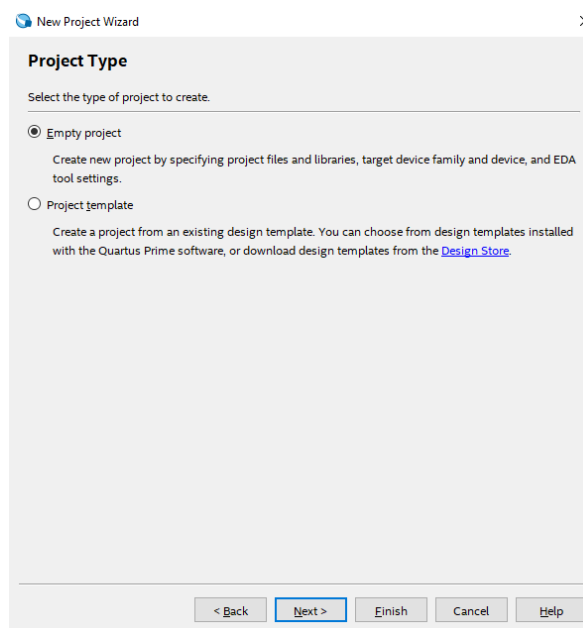 New Project Wizard
Project Type
Select the type of project to create.
Empty project
Create new project by specifying project files and libraries, target device family and device, and EDA
tool settings.
Project template
Create a project from an existing design template. You can choose from design templates installed
with the Quartus Prime software, or download design templates from the Design Store.
< Back Next > Finish Cancel Help